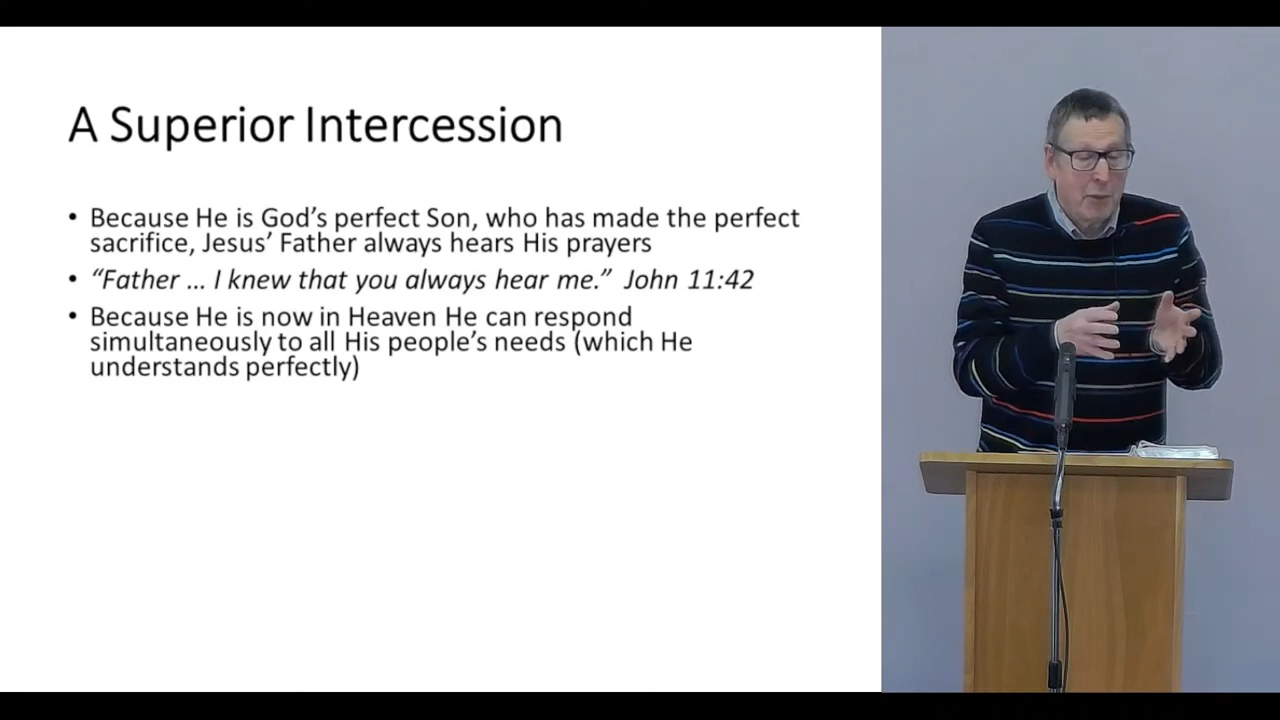 A Superior Intercession
• Because He is God’s perfect Son, who has made the perfect
sacrifice, Jesus’ Father always hears His prayers
• “Father ... I knew that you always hear me.” John 11:42
• Because He is now in Heaven He can respond
simultaneously to all His people’s needs (which He
understands perfectly)